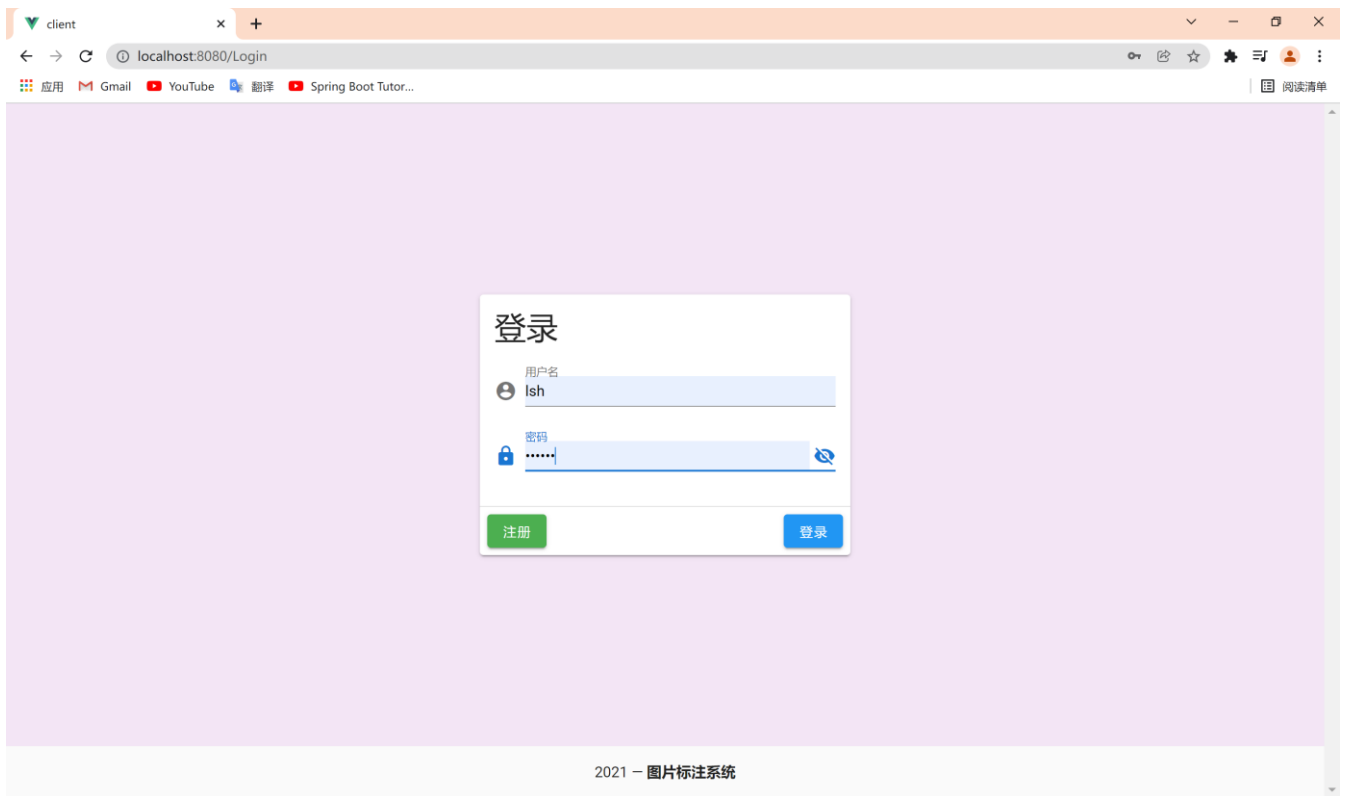 client
localhost:8080/Login
应用 Gmail YouTube 翻译 Spring Boot Tutor... 阅读清单
登录
用户名
lsh
密码
••••••
注册 登录
2021 — 图片标注系统